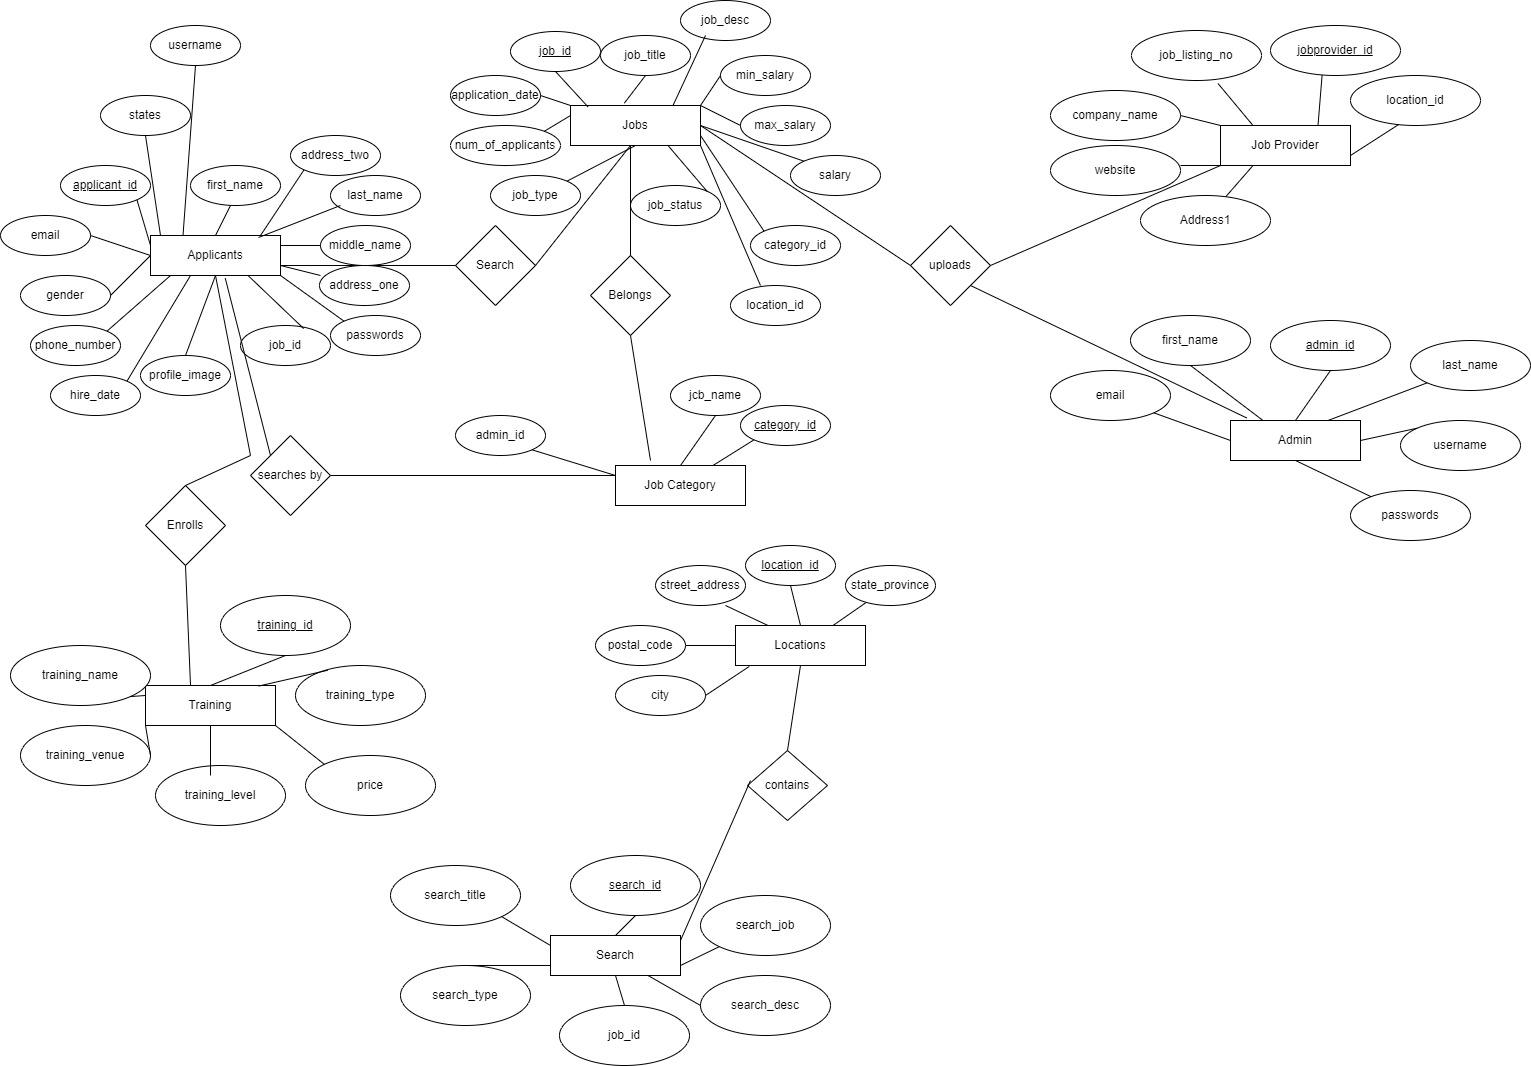 job_desc
username
job_id
job_title
job_listing_no
jobprovider_id
min_salary
application_date
location_id
states
company_name
Jobs
max_salary
num_of_applicants
Job Provider
address_two
website
salary
applicant_id
first_name
last_name
job_type
job_status
Address1
email
middle_name
category_id
Applicants
Search
uploads
address_one
gender
Belongs
location_id
passwords
first_name
phone_number
job_id
admin_id
last_name
profile_image
hire_date
jcb_name
email
category_id
admin_id
Admin
username
searches by
Job Category
passwords
Enrolls
location_id
street_address
state_province
training_id
postal_code
Locations
training_name
training_type
city
Training
training_venue
price
contains
training_level
search_id
search_title
search_job
Search
search_type
search_desc
job_id